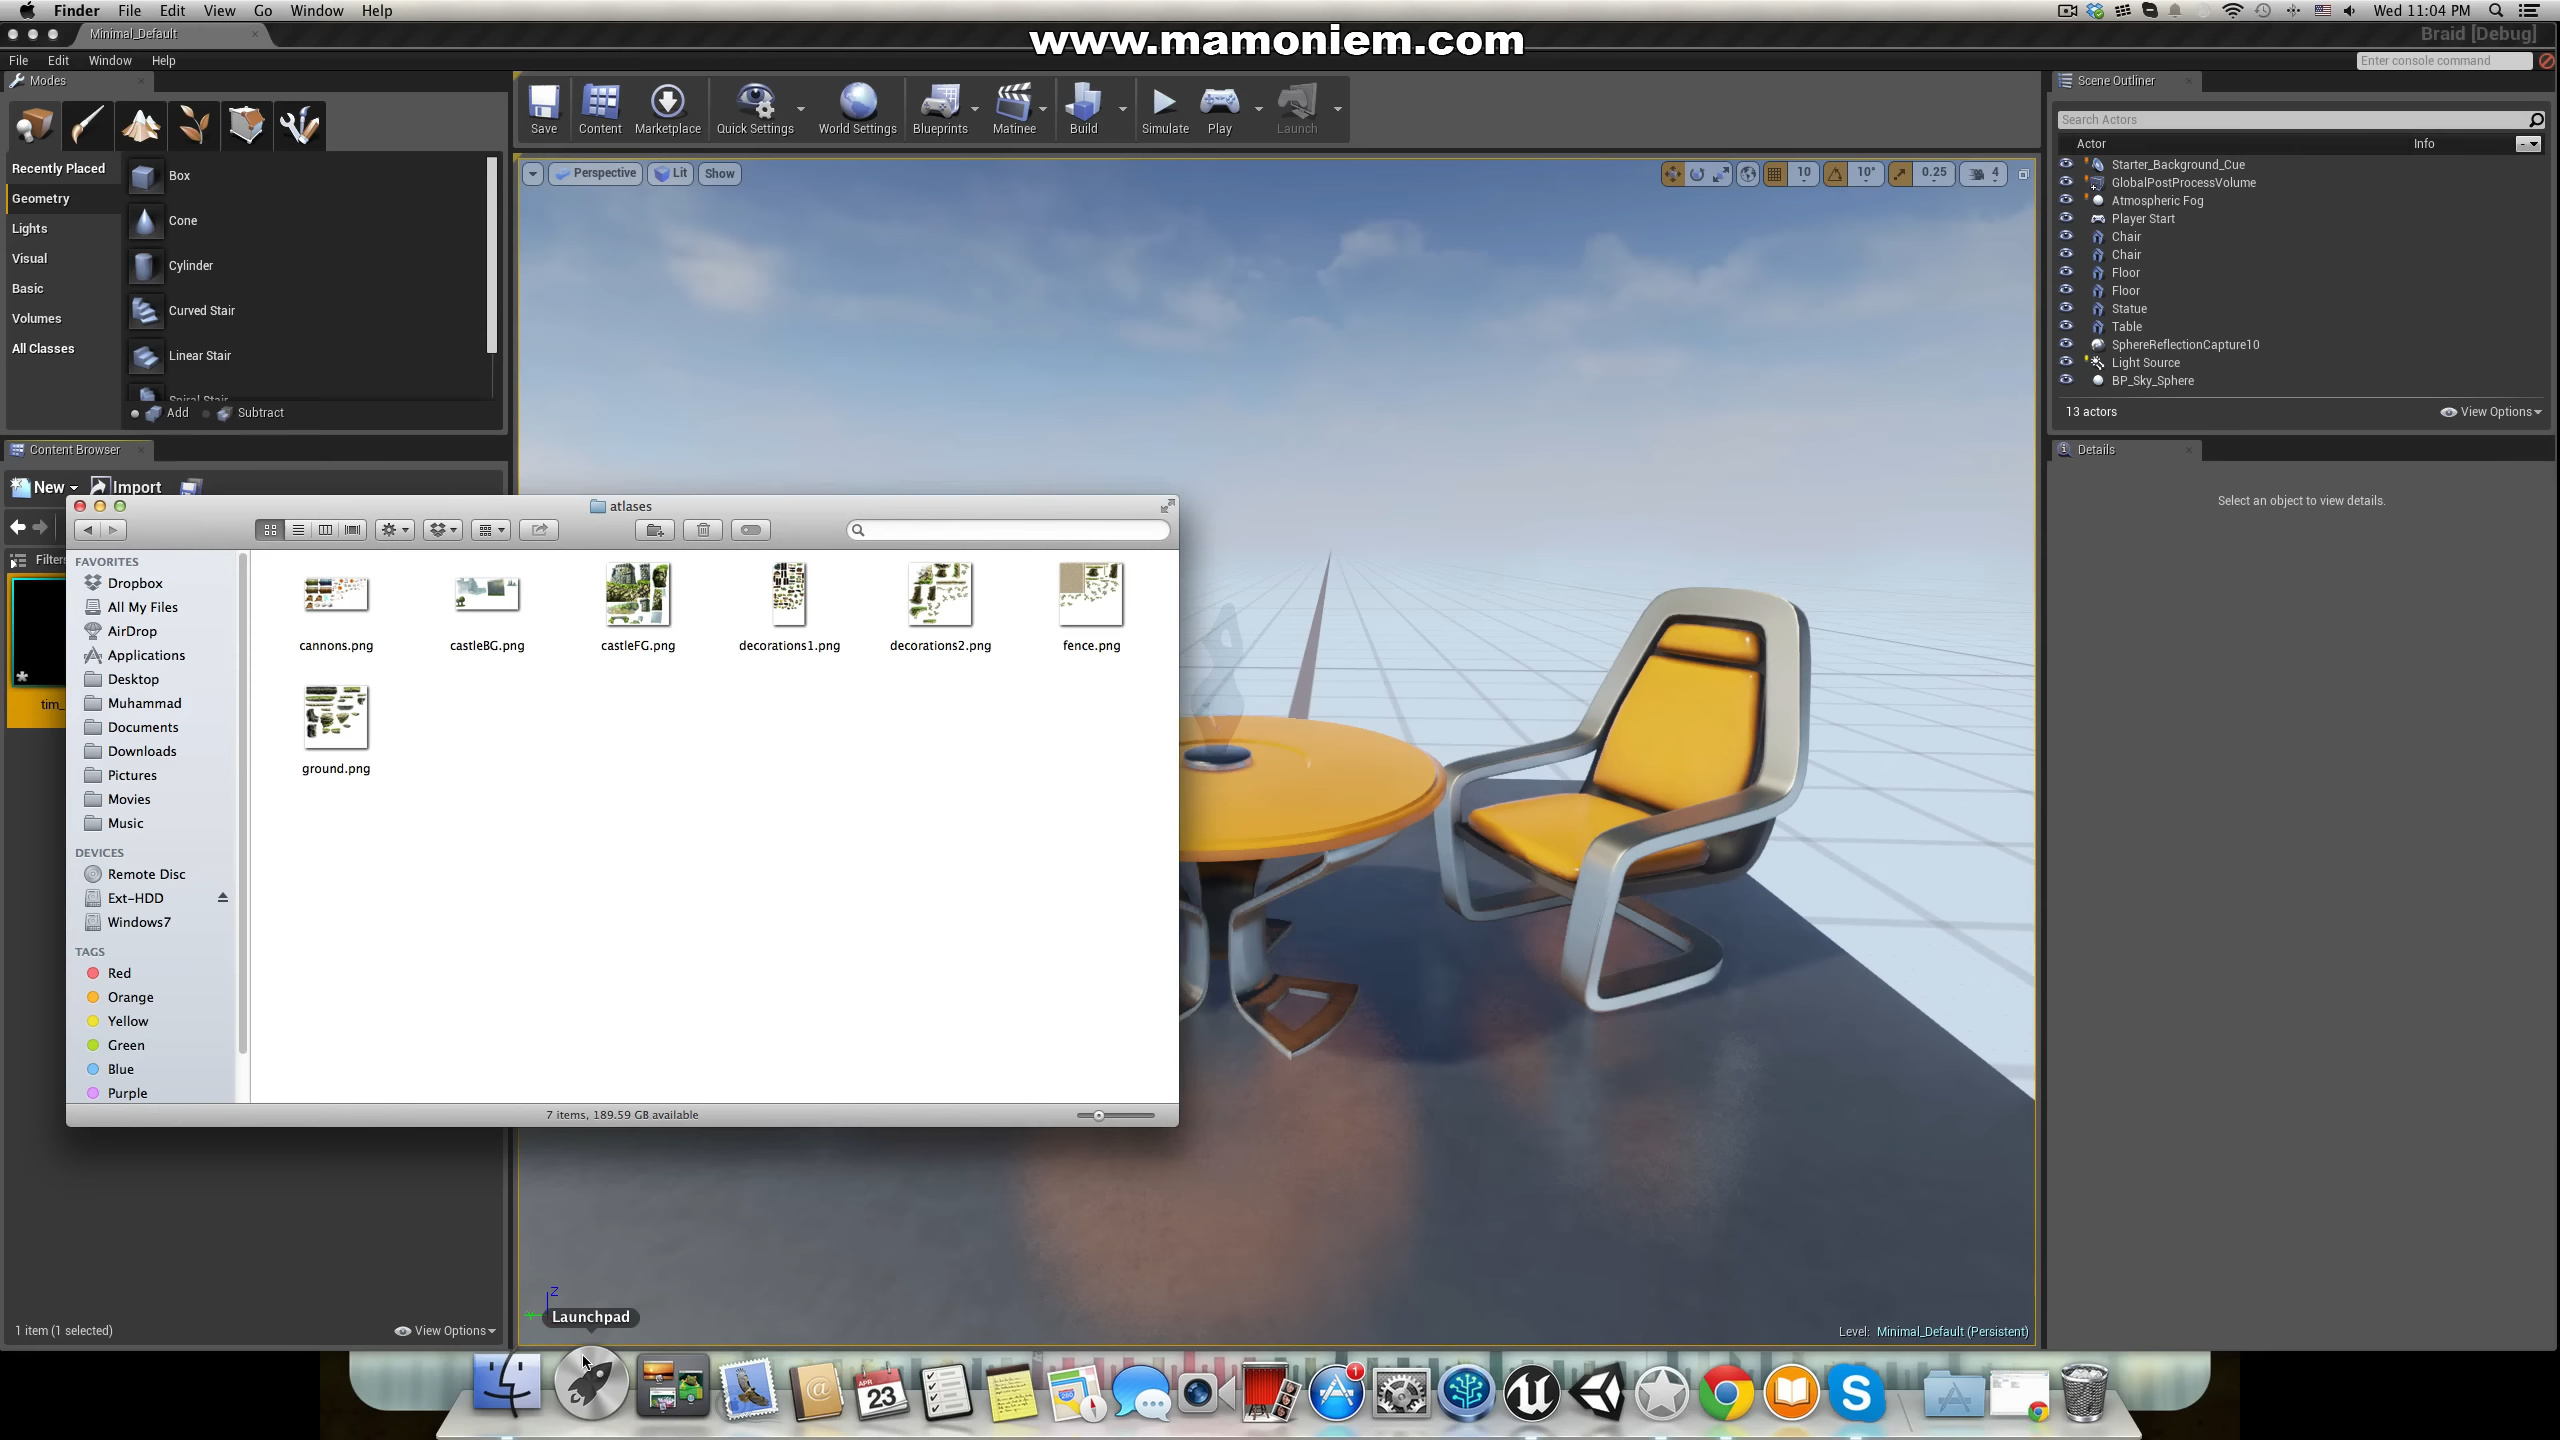 Finder File Edit View Go Window Help
Wed 11:04 PM
Minimal_Default
www.mamoniem.com
Braid [Debug]
File Edit Window Help
Enter console command
Modes
Recently Placed
Geometry
Lights
Visual
Basic
Volumes
All Classes
Box
Cone
Cylinder
Curved Stair
Linear Stair
Spiral Stair
Add Subtract
Save
Content
Marketplace
Quick Settings
World Settings
Blueprints
Matinee
Build
Simulate
Play
Launch
Perspective Lit Show
10 10° 0.25 4
Scene Outliner
Search Actors
Actor Info
Starter_Background_Cue
GlobalPostProcessVolume
Atmospheric Fog
Player Start
Chair
Chair
Floor
Floor
Statue
Table
SphereReflectionCapture10
Light Source
BP_Sky_Sphere
13 actors
View Options
Details
Select an object to view details.
Content Browser
New Import
Filters
tim_
1 item (1 selected)
View Options
atlases
FAVORITES
Dropbox
All My Files
AirDrop
Applications
Desktop
Muhammad
Documents
Downloads
Pictures
Movies
Music
DEVICES
Remote Disc
Ext-HDD
Windows7
TAGS
Red
Orange
Yellow
Green
Blue
Purple
cannons.png
castleBG.png
castleFG.png
decorations1.png
decorations2.png
fence.png
ground.png
7 items, 189.59 GB available
Z
Launchpad
Level: Minimal_Default (Persistent)
APR
23
1